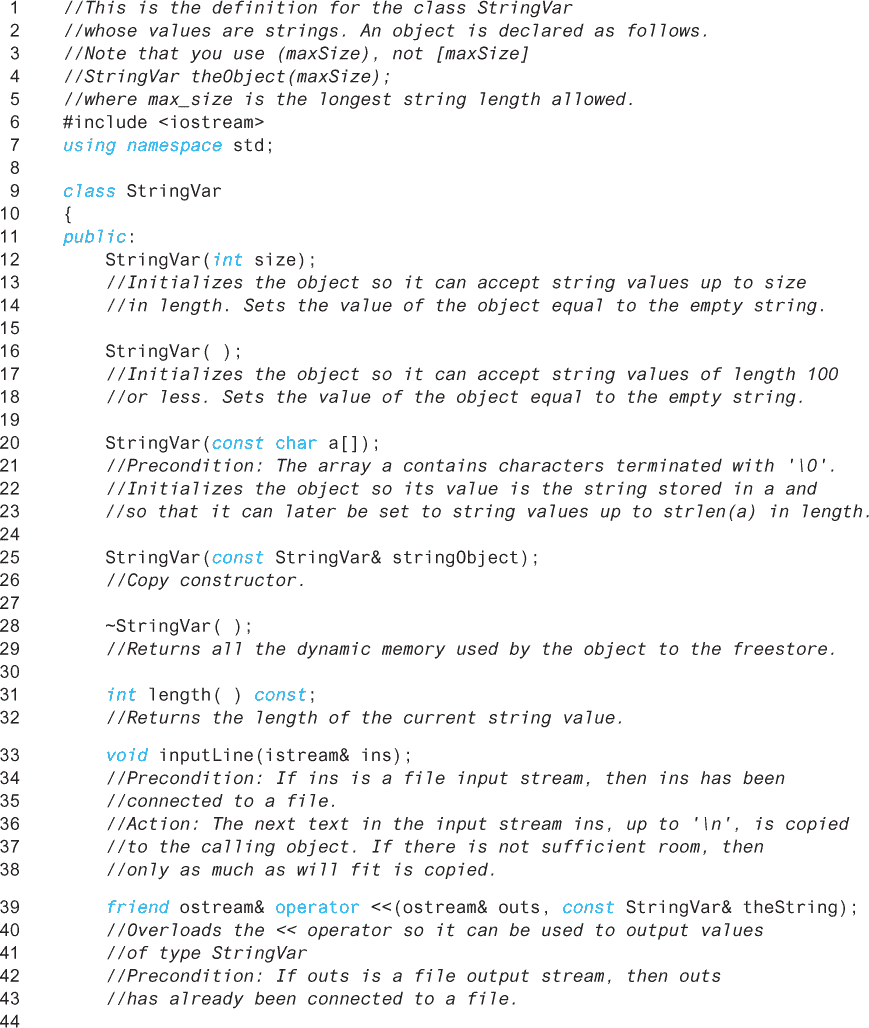 1 //This is the definition for the class StringVar
2 //whose values are strings. An object is declared as follows.
3 //Note that you use (maxSize), not [maxSize]
4 //StringVar theObject(maxSize);
5 //where max_size is the longest string length allowed.
6 #include <iostream>
7 using namespace std;
8
9 class StringVar
10 {
11 public:
12 StringVar(int size);
13 //Initializes the object so it can accept string values up to size
14 //in length. Sets the value of the object equal to the empty string.
15
16 StringVar( );
17 //Initializes the object so it can accept string values of length 100
18 //or less. Sets the value of the object equal to the empty string.
19
20 StringVar(const char a[]);
21 //Precondition: The array a contains characters terminated with '\0'.
22 //Initializes the object so its value is the string stored in a and
23 //so that it can later be set to string values up to strlen(a) in length.
24
25 StringVar(const StringVar& stringObject);
26 //Copy constructor.
27
28 ~StringVar( );
29 //Returns all the dynamic memory used by the object to the freestore.
30
31 int length( ) const;
32 //Returns the length of the current string value.
33 void inputLine(istream& ins);
34 //Precondition: If ins is a file input stream, then ins has been
35 //connected to a file.
36 //Action: The next text in the input stream ins, up to '\n', is copied
37 //to the calling object. If there is not sufficient room, then
38 //only as much as will fit is copied.
39 friend ostream& operator <<(ostream& outs, const StringVar& theString);
40 //Overloads the << operator so it can be used to output values
41 //of type StringVar
42 //Precondition: If outs is a file output stream, then outs
43 //has already been connected to a file.
44